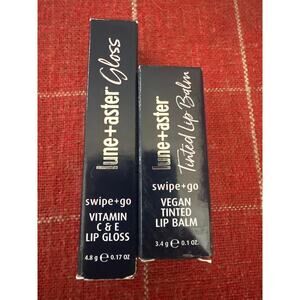 lune+aster Gloss
swipe+go
VITAMIN
C & E
LIP GLOSS
4.8 g ℮ 0.17 oz
lune+aster
Tinted Lip Balm
swipe+go
VEGAN
TINTED
LIP BALM
3.4 g ℮ 0.1 oz.